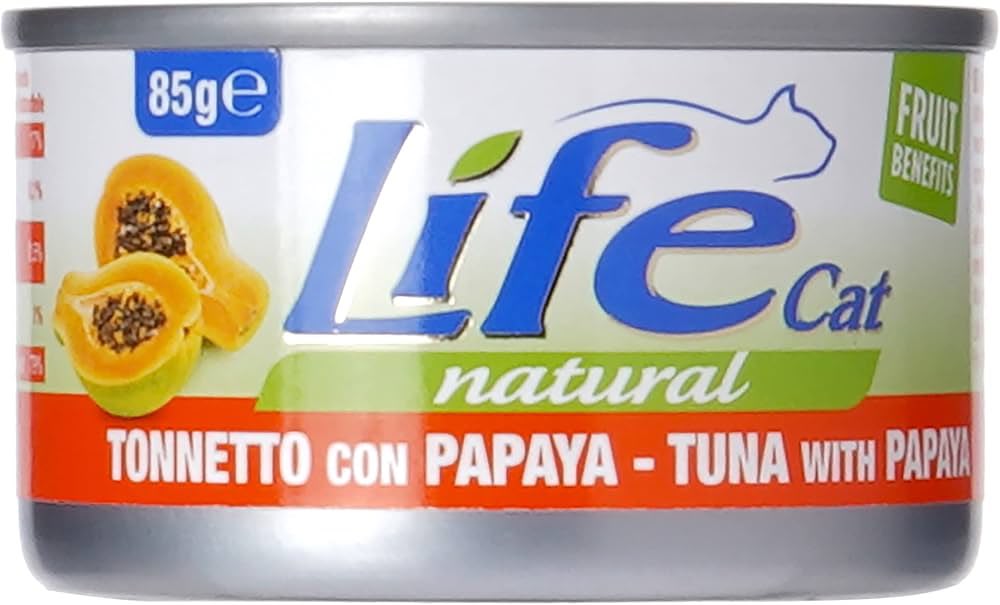 85g e
FRUIT
BENEFITS
Life
Cat
natural
TONNETTO CON PAPAYA - TUNA WITH PAPAYA